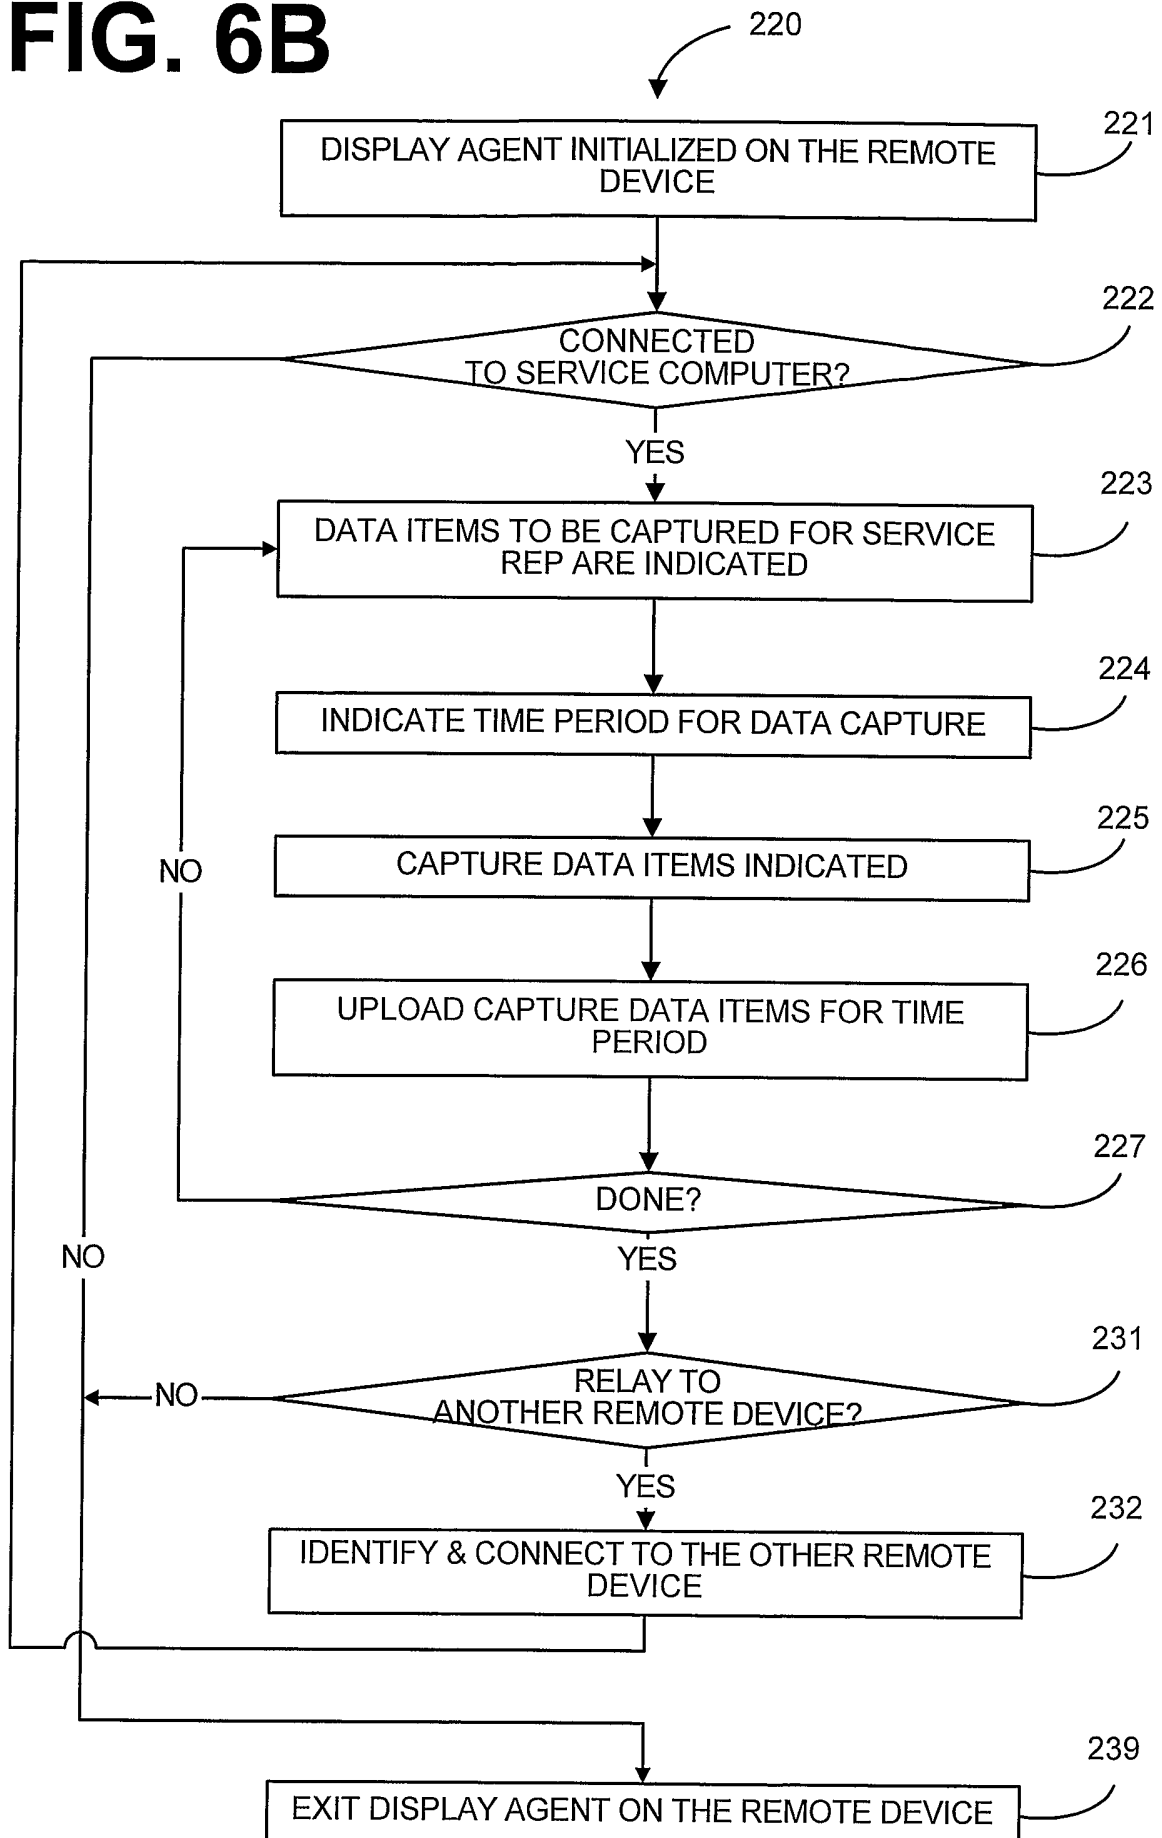 FIG. 6B
220
221
DISPLAY AGENT INITIALIZED ON THE REMOTE
DEVICE
222
CONNECTED
TO SERVICE COMPUTER?
YES
223
DATA ITEMS TO BE CAPTURED FOR SERVICE
REP ARE INDICATED
224
INDICATE TIME PERIOD FOR DATA CAPTURE
225
CAPTURE DATA ITEMS INDICATED
NO
226
UPLOAD CAPTURE DATA ITEMS FOR TIME
PERIOD
227
DONE?
NO
YES
231
RELAY TO
ANOTHER REMOTE DEVICE?
NO
YES
232
IDENTIFY & CONNECT TO THE OTHER REMOTE
DEVICE
239
EXIT DISPLAY AGENT ON THE REMOTE DEVICE